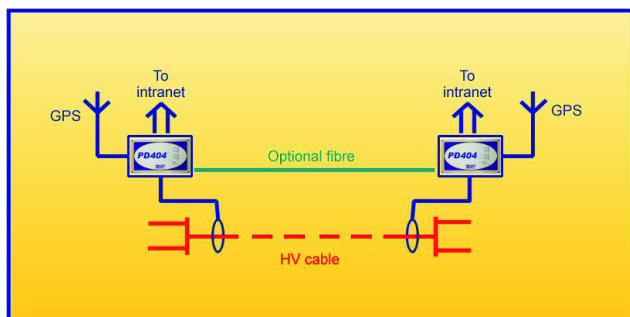 To
intranet
GPS
PD404
Optional fibre
To
intranet
GPS
PD404
HV cable